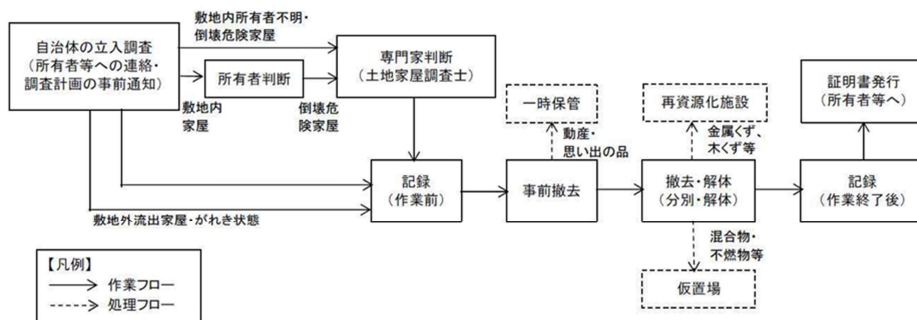 敷地内所有者不明・
倒壊危険家屋
自治体の立入調査
(所有者等への連絡・
調査計画の事前通知)
所有者判断
専門家判断
(土地家屋調査士)
敷地内
家屋
倒壊危
険家屋
一時保管
再資源化施設
証明書発行
(所有者等へ)
動産・
思い出の品
金属くず、
木くず等
記録
(作業前)
事前撤去
撤去・解体
(分別・解体)
記録
(作業終了後)
敷地外流出家屋・がれき状態
混合物・
不燃物等
仮置場
【凡例】
作業フロー
処理フロー